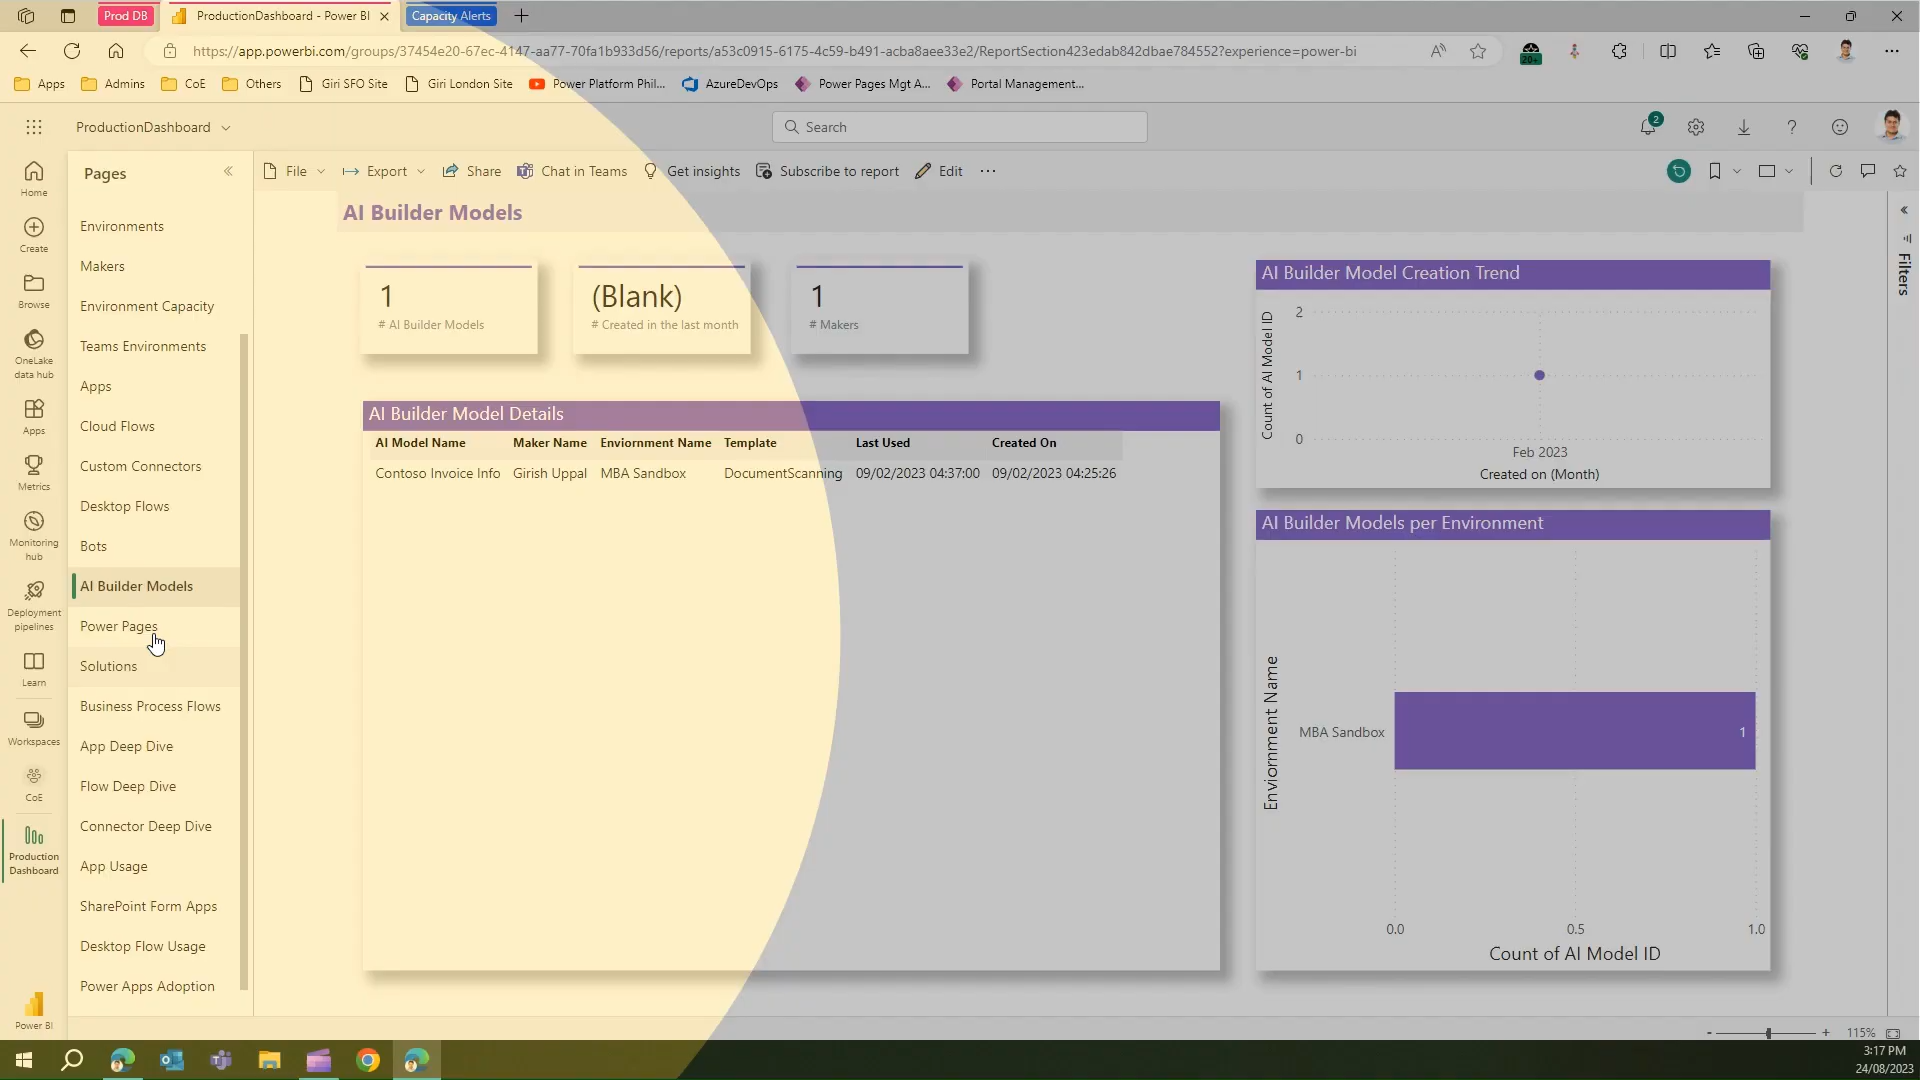 Prod DB
ProductionDashboard - Power BI
Capacity Alerts
https://app.powerbi.com/groups/37454e20-67ec-4147-aa77-70fa1b933d56/reports/a53c0915-6175-4c59-b491-acba8aee33e2/ReportSection423edab842dbae784552?experience=power-bi
20+
Apps
Admins
CoE
Others
Giri SFO Site
Giri London Site
Power Platform Phil...
AzureDevOps
Power Pages Mgt A...
Portal Management...
ProductionDashboard
Search
2
Home
Create
Browse
OneLake
data hub
Apps
Metrics
Monitoring
hub
Deployment
pipelines
Learn
Workspaces
CoE
Production
Dashboard
Power BI
Pages
Environments
Makers
Environment Capacity
Teams Environments
Apps
Cloud Flows
Custom Connectors
Desktop Flows
Bots
AI Builder Models
Power Pages
Solutions
Business Process Flows
App Deep Dive
Flow Deep Dive
Connector Deep Dive
App Usage
SharePoint Form Apps
Desktop Flow Usage
Power Apps Adoption
File
Export
Share
Chat in Teams
Get insights
Subscribe to report
Edit
AI Builder Models
1
# AI Builder Models
(Blank)
# Created in the last month
1
# Makers
AI Builder Model Details
AI Model Name Maker Name Enviornment Name Template Last Used Created On
Contoso Invoice Info Girish Uppal MBA Sandbox DocumentScanning 09/02/2023 04:37:00 09/02/2023 04:25:26
AI Builder Model Creation Trend
Count of AI Model ID
2
1
0
Feb 2023
Created on (Month)
AI Builder Models per Environment
Enviornment Name
MBA Sandbox
1
0.0 0.5 1.0
Count of AI Model ID
Filters
- + 115%
3:17 PM
24/08/2023